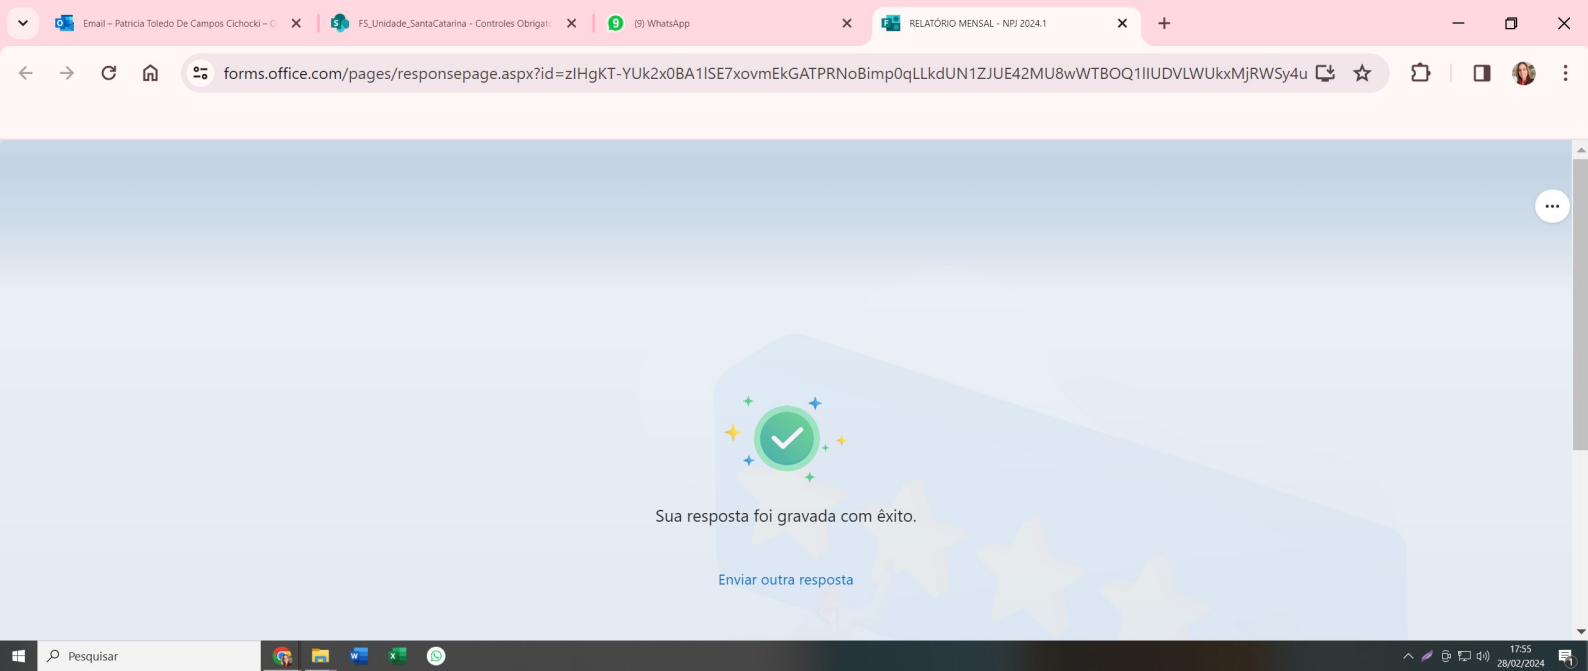 Email – Patricia Toledo De Campos Cichocki –
FS_Unidade_SantaCatarina - Controles Obrigat
9
(9) WhatsApp
RELATÓRIO MENSAL - NPJ 2024.1
forms.office.com/pages/responsepage.aspx?id=zIHgKT-YUk2x0BA1lSE7xovmEkGATPRNoBimp0qLLkdUN1ZJUE42MU8wWTBOQ1lIUDVLWUkxMjRWSy4u
Sua resposta foi gravada com êxito.
Enviar outra resposta
Pesquisar
17:55
28/02/2024